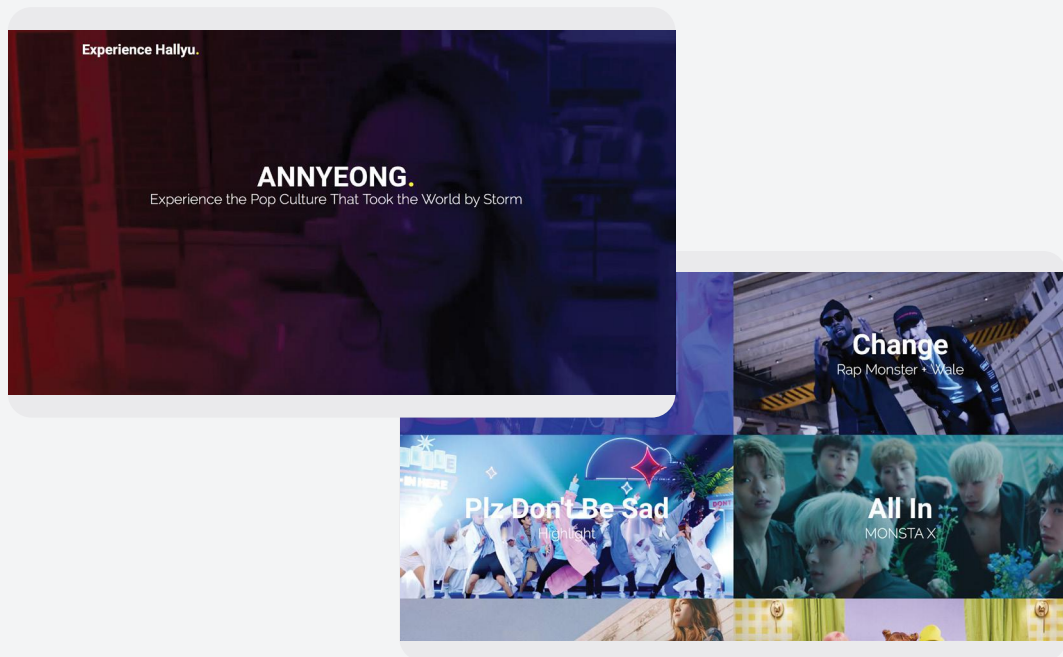 Experience Hallyu.
ANNYEONG.
Experience the Pop Culture That Took the World by Storm
Change
Rap Monster + Wale
Plz Don't Be Sad
Highlight
All In
MONSTA X